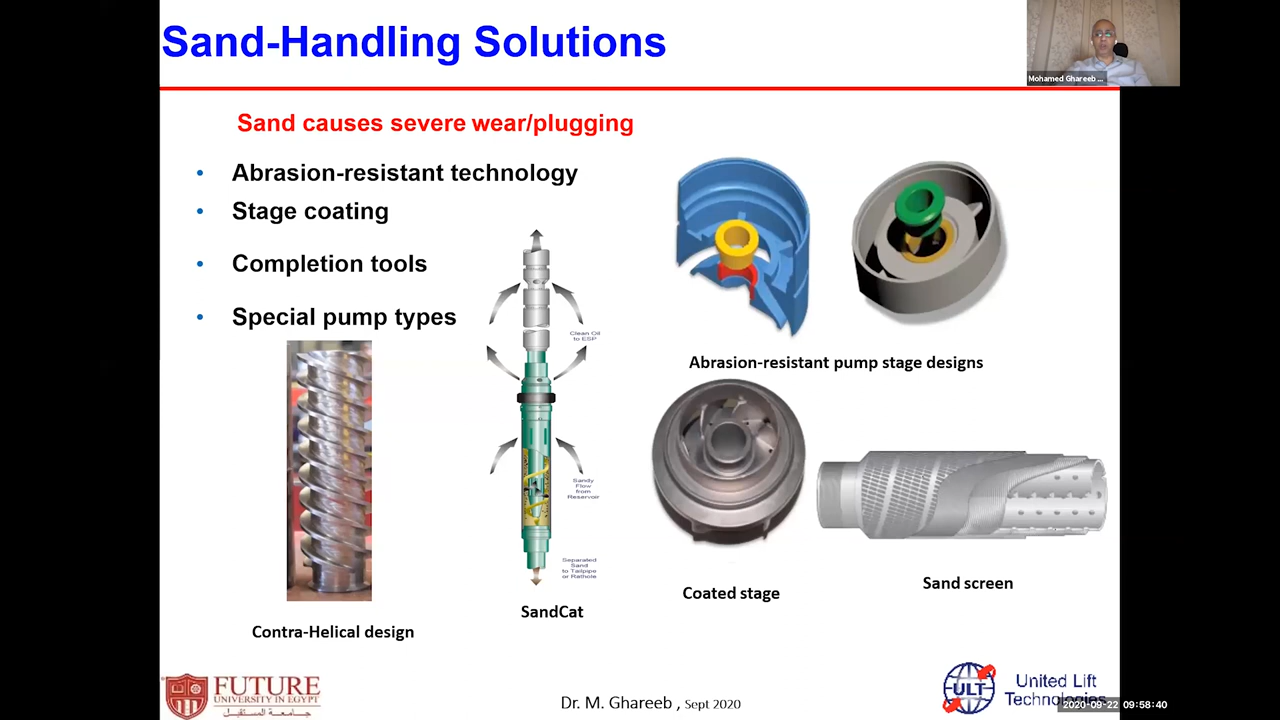 Sand-Handling Solutions
Mohamed Ghareeb ...
Sand causes severe wear/plugging
• Abrasion-resistant technology
• Stage coating
• Completion tools
• Special pump types
Clean Oil
to ESP
Sandy
Flow
from
Reservoir
Separated
Sand
to Tailpipe
or Rathole
Abrasion-resistant pump stage designs
Contra-Helical design
SandCat
Coated stage
Sand screen
FUTURE
UNIVERSITY IN EGYPT
جامعة المستقبل
Dr. M. Ghareeb , Sept 2020
ULT
United Lift
Technologies
2020-09-22 09:58:40